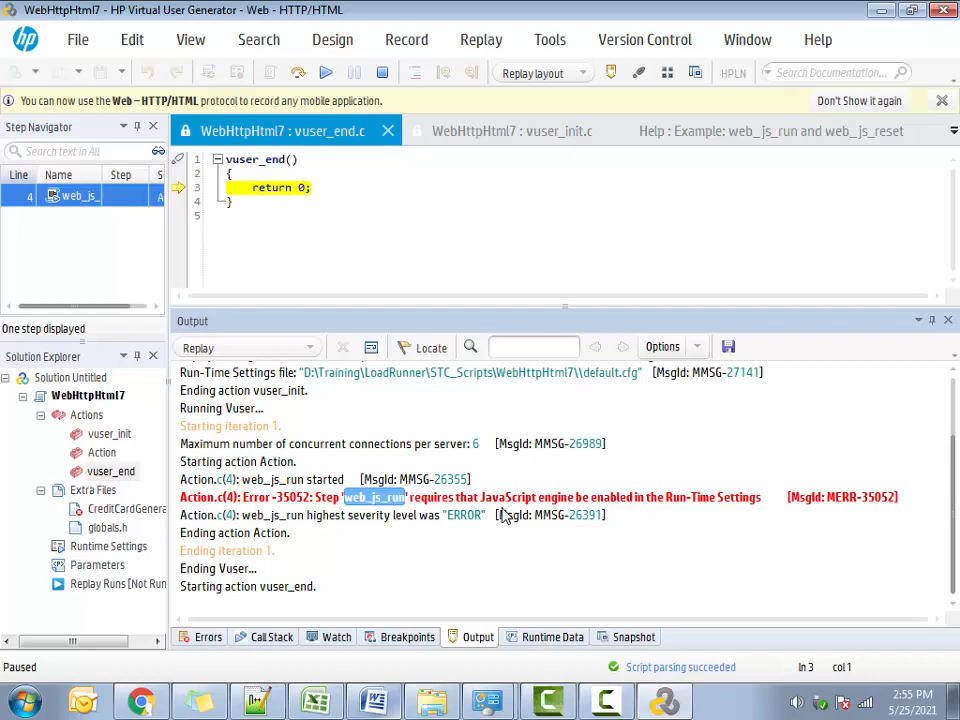 WebHttpHtml7 - HP Virtual User Generator - Web - HTTP/HTML
hp
File Edit View Search Design Record Replay Tools Version Control Window Help
Replay layout HPLN Search Documentation...
You can now use the Web – HTTP/HTML protocol to record any mobile application. Don't Show it again
Step Navigator
Search text in All
Line Name Step
4 web_js_
One step displayed
WebHttpHtml7 : vuser_end.c WebHttpHtml7 : vuser_init.c Help : Example: web_js_run and web_js_reset
1 vuser_end()
2 {
3 return 0;
4 }
5
Solution Explorer
Solution Untitled
WebHttpHtml7
Actions
vuser_init
Action
vuser_end
Extra Files
CreditCardGenera
globals.h
Runtime Settings
Parameters
Replay Runs [Not Run
Output
Replay Locate Options
Run-Time Settings file: "D:\Training\LoadRunner\STC_Scripts\WebHttpHtml7\\default.cfg" [MsgId: MMSG-27141]
Ending action vuser_init.
Running Vuser...
Starting iteration 1.
Maximum number of concurrent connections per server: 6 [MsgId: MMSG-26989]
Starting action Action.
Action.c(4): web_js_run started [MsgId: MMSG-26355]
Action.c(4): Error -35052: Step 'web_js_run' requires that JavaScript engine be enabled in the Run-Time Settings [MsgId: MERR-35052]
Action.c(4): web_js_run highest severity level was "ERROR" [MsgId: MMSG-26391]
Ending action Action.
Ending iteration 1.
Ending Vuser...
Starting action vuser_end.
Errors Call Stack Watch Breakpoints Output Runtime Data Snapshot
Paused Script parsing succeeded ln 3 col 1
2:55 PM
5/25/2021